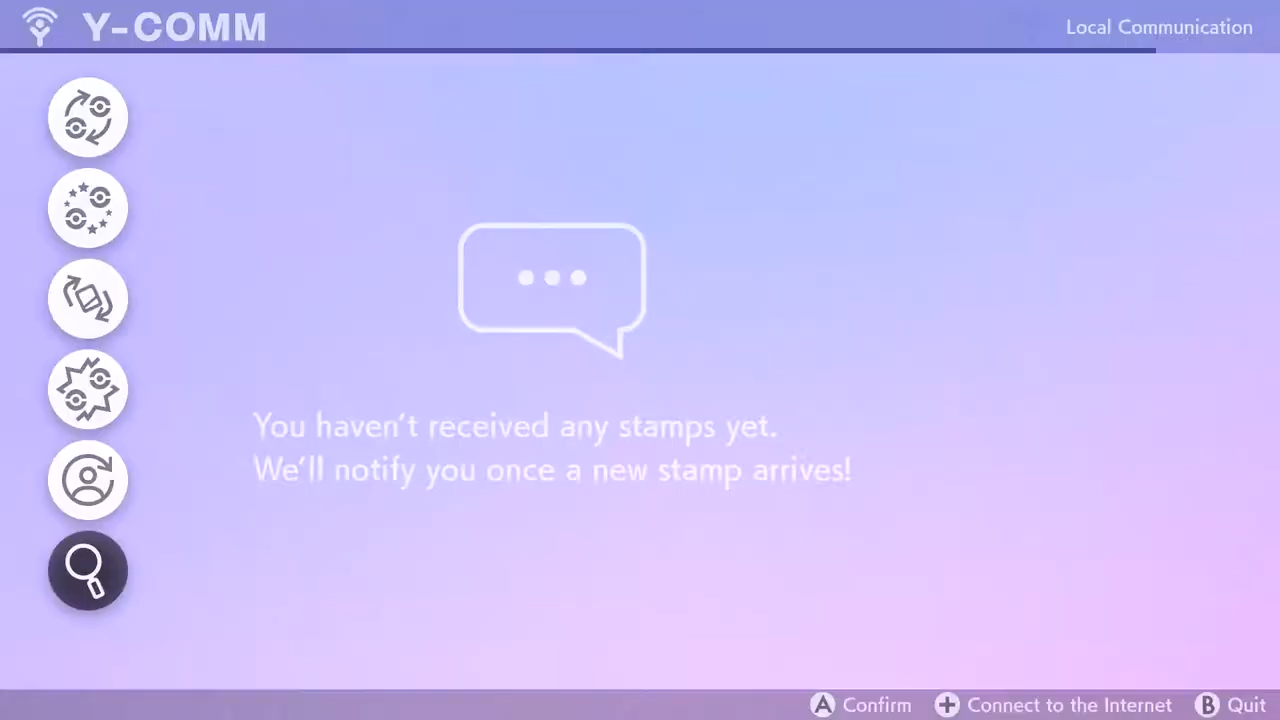 Y-COMM
Local Communication
You haven't received any stamps yet.
We'll notify you once a new stamp arrives!
A Confirm + Connect to the Internet B Quit